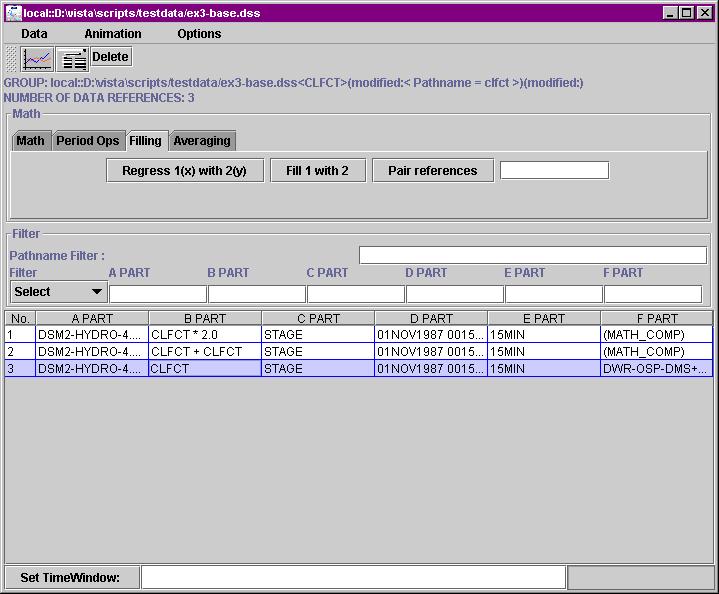 local::D:\vista\scripts/testdata/ex3-base.dss
Data Animation Options
Delete
GROUP: local::D:\vista\scripts/testdata/ex3-base.dss<CLFCT>(modified:< Pathname = clfct >)(modified:)
NUMBER OF DATA REFERENCES: 3
Math
Math Period Ops Filling Averaging
Regress 1(x) with 2(y) Fill 1 with 2 Pair references
Filter
Pathname Filter :
Filter A PART B PART C PART D PART E PART F PART
Select
No. A PART B PART C PART D PART E PART F PART
1 DSM2-HYDRO-4.... CLFCT * 2.0 STAGE 01NOV1987 0015... 15MIN (MATH_COMP)
2 DSM2-HYDRO-4.... CLFCT + CLFCT STAGE 01NOV1987 0015... 15MIN (MATH_COMP)
3 DSM2-HYDRO-4.... CLFCT STAGE 01NOV1987 0015... 15MIN DWR-OSP-DMS+...
Set TimeWindow: